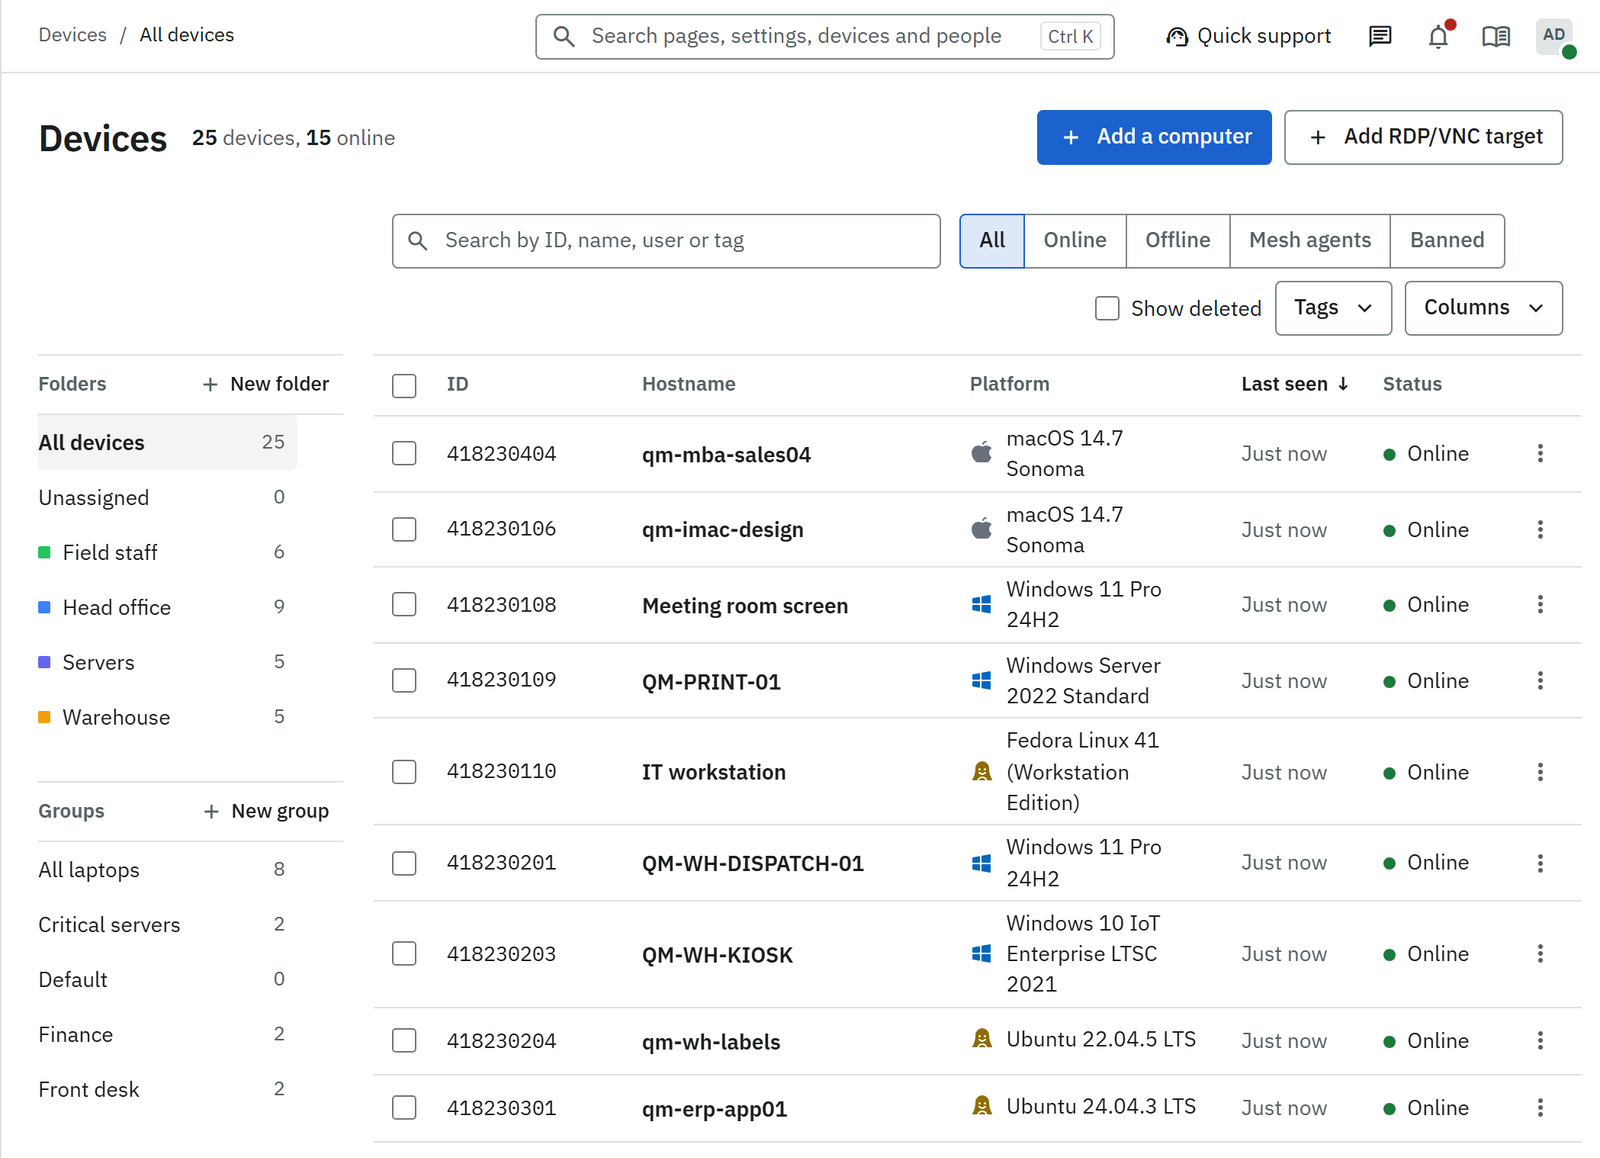 Devices / All devices
Search pages, settings, devices and people
Ctrl K
Quick support
AD
Devices
25 devices, 15 online
+ Add a computer
+ Add RDP/VNC target
Search by ID, name, user or tag
All
Online
Offline
Mesh agents
Banned
Show deleted
Tags
Columns
Folders
+ New folder
All devices 25
Unassigned 0
Field staff 6
Head office 9
Servers 5
Warehouse 5
Groups
+ New group
All laptops 8
Critical servers 2
Default 0
Finance 2
Front desk 2
ID Hostname Platform Last seen ↓ Status
418230404 qm-mba-sales04 macOS 14.7 Just now Online
Sonoma
418230106 qm-imac-design macOS 14.7 Just now Online
Sonoma
418230108 Meeting room screen Windows 11 Pro Just now Online
24H2
418230109 QM-PRINT-01 Windows Server Just now Online
2022 Standard
418230110 IT workstation Fedora Linux 41 Just now Online
(Workstation
Edition)
418230201 QM-WH-DISPATCH-01 Windows 11 Pro Just now Online
24H2
418230203 QM-WH-KIOSK Windows 10 IoT Just now Online
Enterprise LTSC
2021
418230204 qm-wh-labels Ubuntu 22.04.5 LTS Just now Online
418230301 qm-erp-app01 Ubuntu 24.04.3 LTS Just now Online